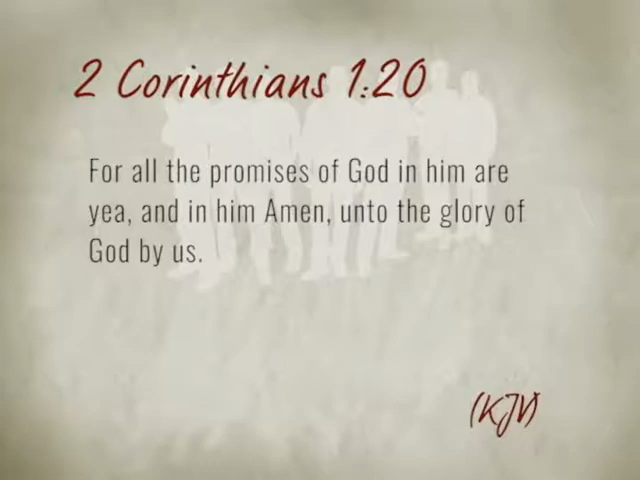 2 Corinthians 1:20
For all the promises of God in him are
yea, and in him Amen, unto the glory of
God by us.
(KJV)